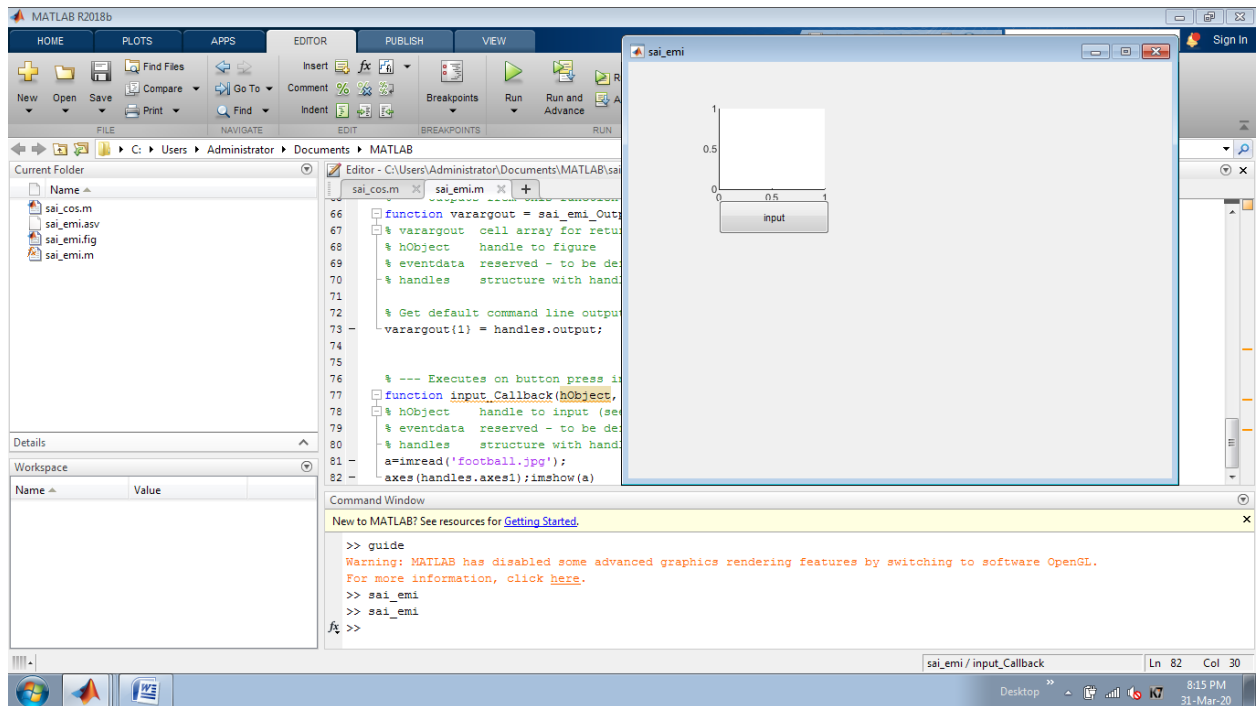 MATLAB R2018b
HOME PLOTS APPS EDITOR PUBLISH VIEW Sign In
Find Files Insert fx
Compare Go To Comment
New Open Save Print Find Indent Breakpoints Run Run and Advance
FILE NAVIGATE EDIT BREAKPOINTS RUN
C: Users Administrator Documents MATLAB
Current Folder
Name
sai_cos.m
sai_emi.asv
sai_emi.fig
sai_emi.m
Details
Workspace
Name Value
Editor - C:\Users\Administrator\Documents\MATLAB\sai
sai_cos.m sai_emi.m +
66 function varargout = sai_emi_Outp
67 % varargout cell array for retu
68 % hObject handle to figure
69 % eventdata reserved - to be de
70 % handles structure with hand
71
72 % Get default command line outpu
73 varargout{1} = handles.output;
74
75
76 % --- Executes on button press i
77 function input_Callback(hObject,
78 % hObject handle to input (see
79 % eventdata reserved - to be de
80 % handles structure with hand
81 a=imread('football.jpg');
82 axes(handles.axes1);imshow(a)
sai_emi
1
0.5
0
0 0.5 1
input
Command Window
New to MATLAB? See resources for Getting Started.
>> guide
Warning: MATLAB has disabled some advanced graphics rendering features by switching to software OpenGL.
For more information, click here.
>> sai_emi
>> sai_emi
fx >>
sai_emi / input_Callback Ln 82 Col 30
Desktop 8:15 PM
31-Mar-20